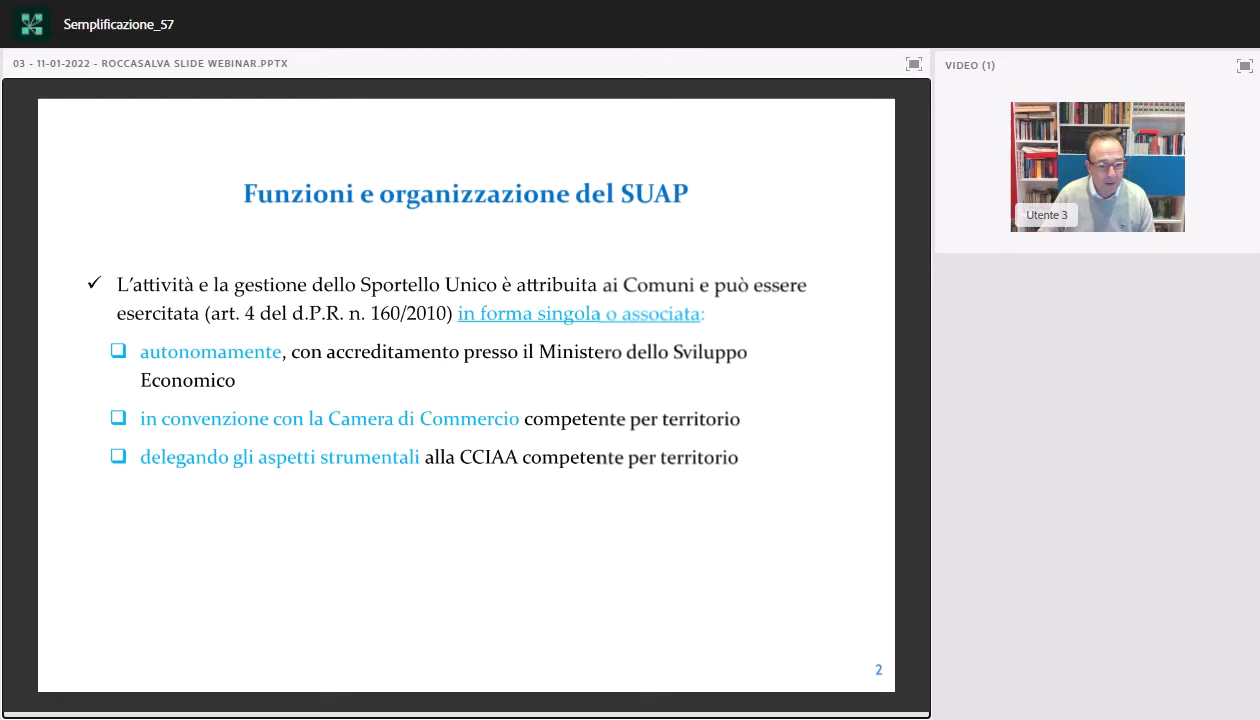 Semplificazione_57
03 - 11-01-2022 - ROCCASALVA SLIDE WEBINAR.PPTX
VIDEO (1)
Funzioni e organizzazione del SUAP
L’attività e la gestione dello Sportello Unico è attribuita ai Comuni e può essere
esercitata (art. 4 del d.P.R. n. 160/2010) in forma singola o associata:
autonomamente, con accreditamento presso il Ministero dello Sviluppo
Economico
in convenzione con la Camera di Commercio competente per territorio
delegando gli aspetti strumentali alla CCIAA competente per territorio
2
Utente 3